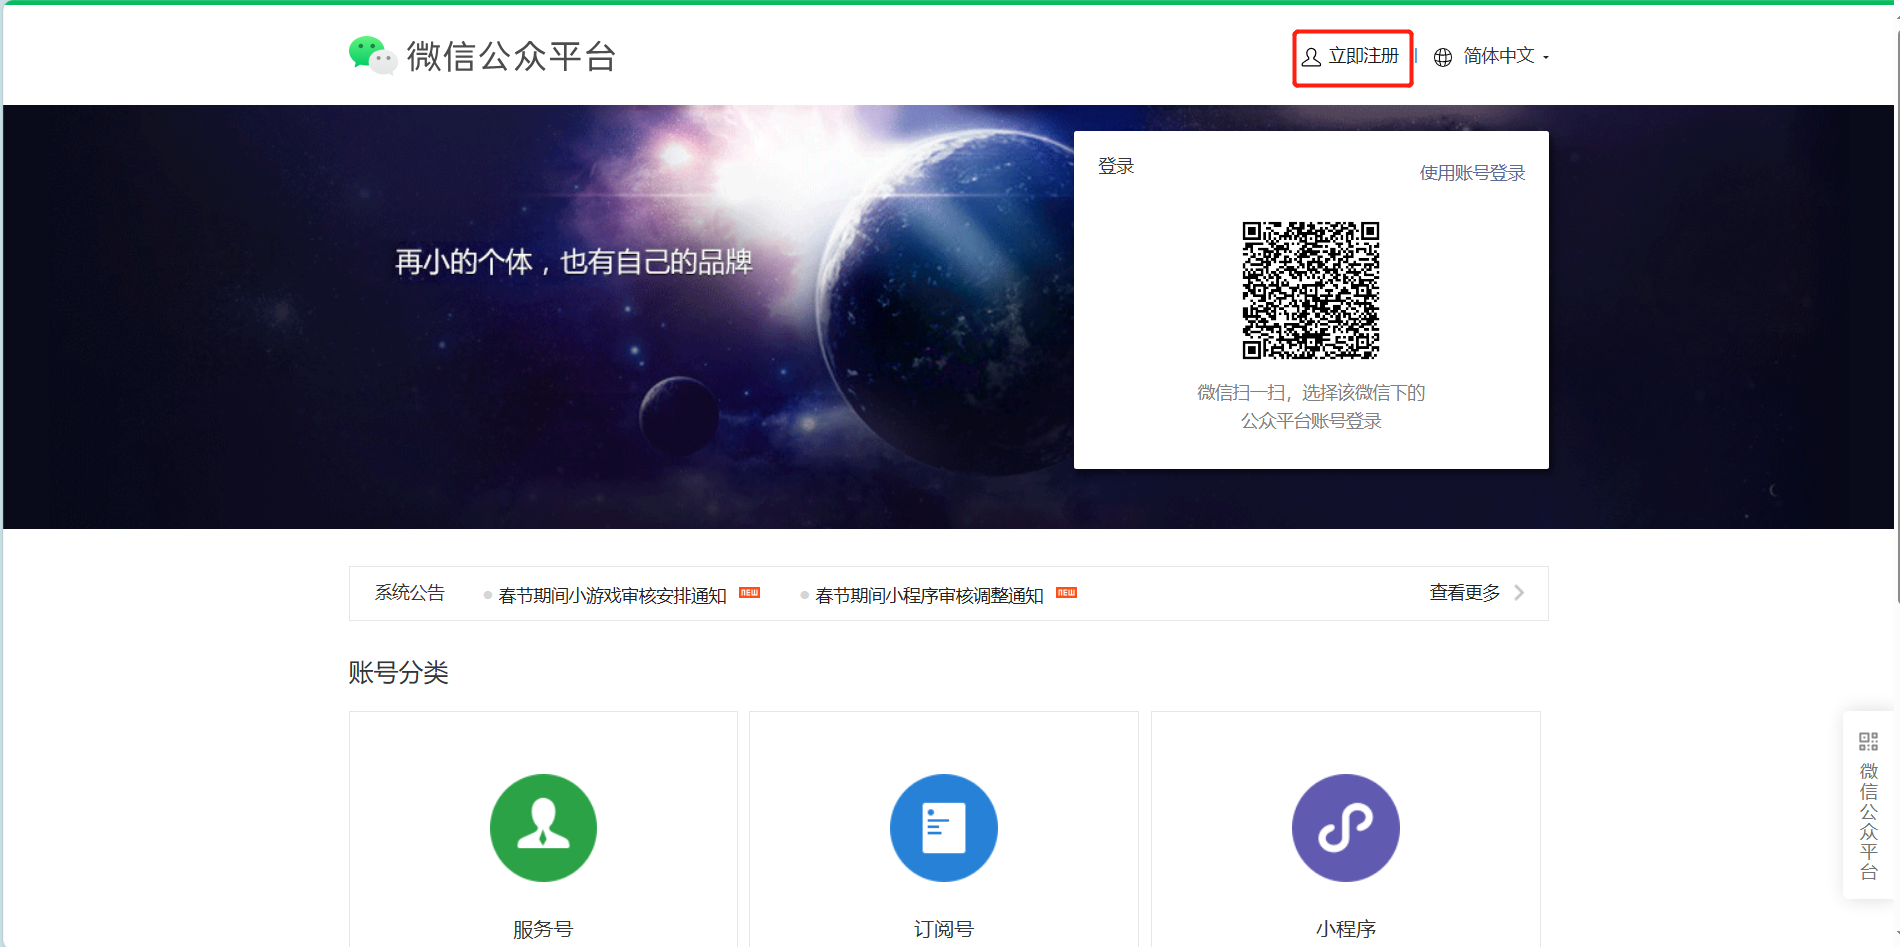 微信公众平台
立即注册
简体中文
登录
使用账号登录
再小的个体，也有自己的品牌
微信扫一扫，选择该微信下的
公众平台账号登录
系统公告
春节期间小游戏审核安排通知 NEW
春节期间小程序审核调整通知 NEW
查看更多
账号分类
服务号
订阅号
小程序
微信公众平台